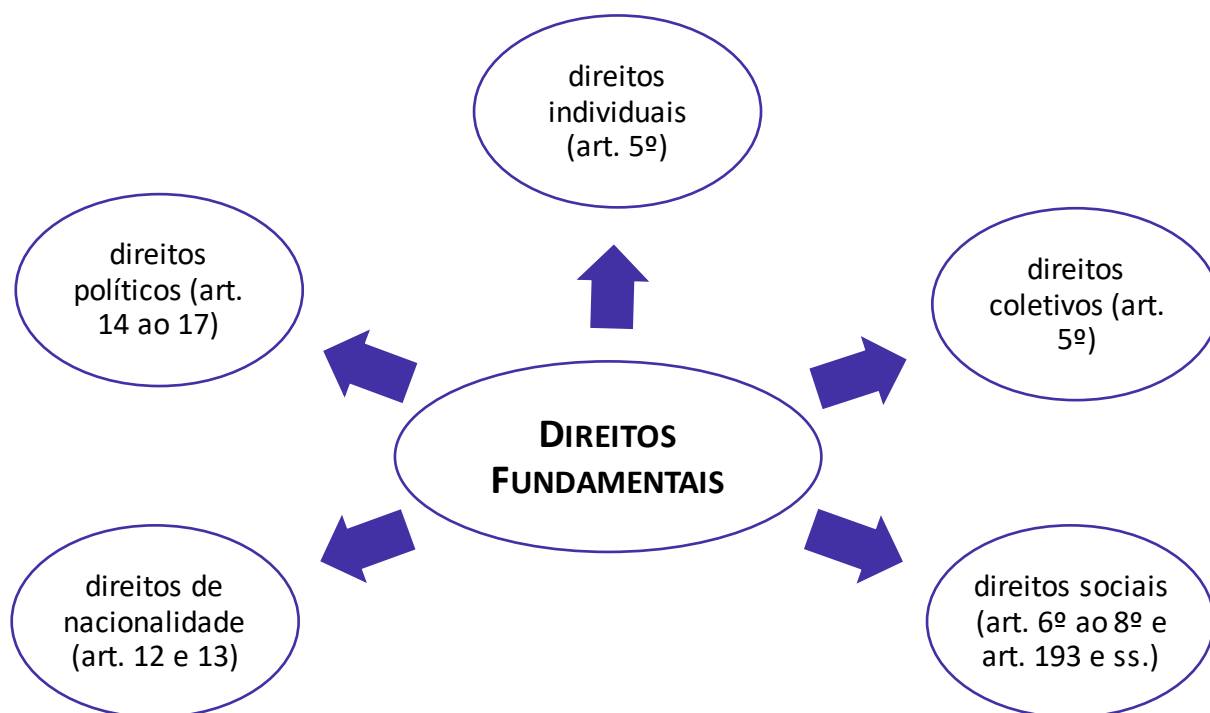 direitos
individuais
(art. 5º)
direitos
políticos (art.
14 ao 17)
direitos
coletivos (art.
5º)
DIREITOS
FUNDAMENTAIS
direitos de
nacionalidade
(art. 12 e 13)
direitos sociais
(art. 6º ao 8º e
art. 193 e ss.)